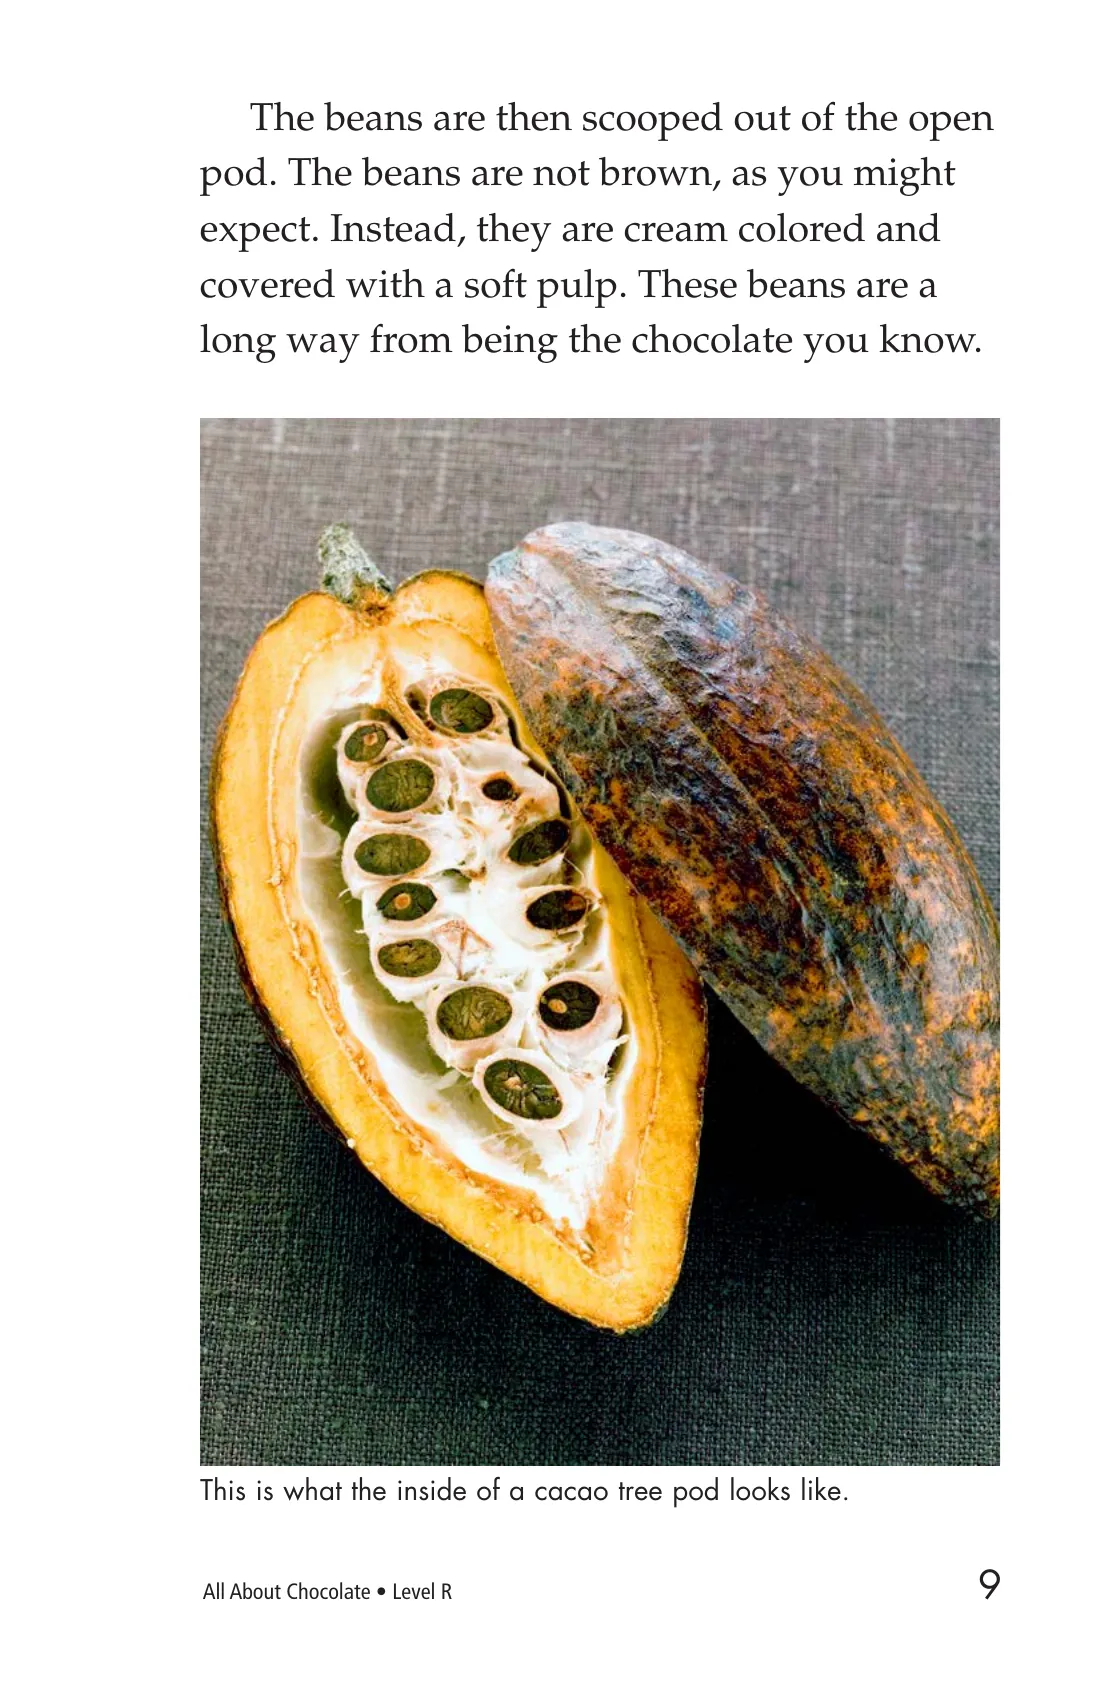 The beans are then scooped out of the open
pod. The beans are not brown, as you might
expect. Instead, they are cream colored and
covered with a soft pulp. These beans are a
long way from being the chocolate you know.
This is what the inside of a cacao tree pod looks like.
All About Chocolate • Level R
9